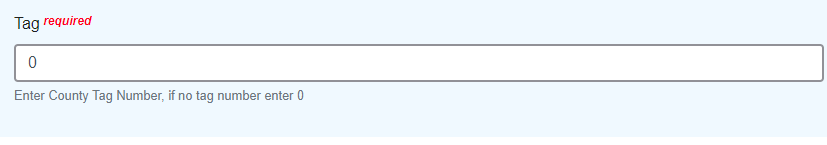 Tag required
0
Enter County Tag Number, if no tag number enter 0